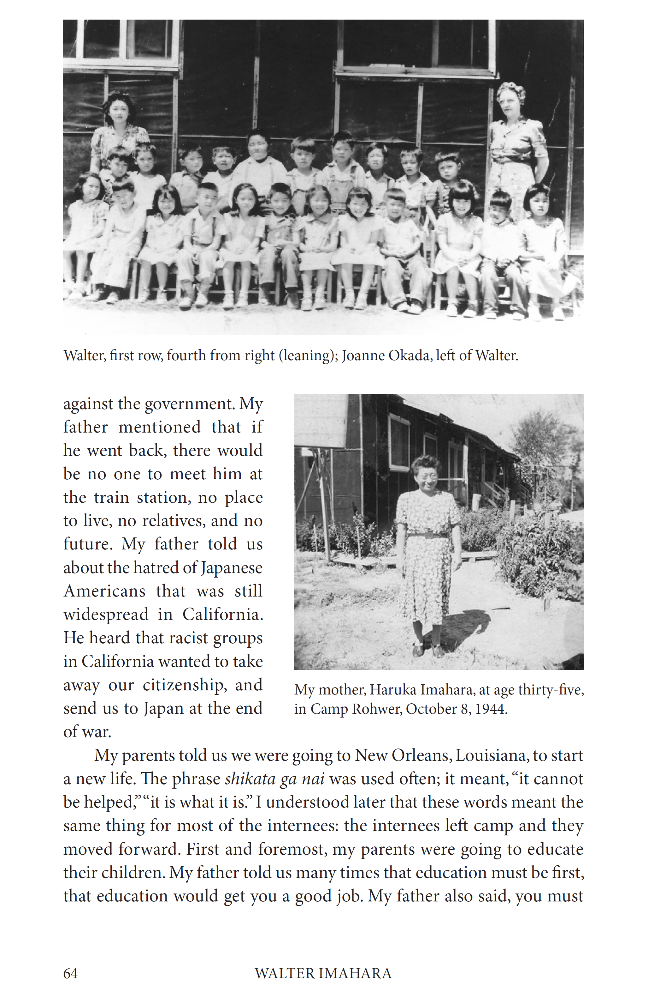 Walter, first row, fourth from right (leaning); Joanne Okada, left of Walter.
against the government. My
father mentioned that if
he went back, there would
be no one to meet him at
the train station, no place
to live, no relatives, and no
future. My father told us
about the hatred of Japanese
Americans that was still
widespread in California.
He heard that racist groups
in California wanted to take
away our citizenship, and
send us to Japan at the end
of war.
My mother, Haruka Imahara, at age thirty-five,
in Camp Rohwer, October 8, 1944.
My parents told us we were going to New Orleans, Louisiana, to start
a new life. The phrase shikata ga nai was used often; it meant, “it cannot
be helped,” “it is what it is.” I understood later that these words meant the
same thing for most of the internees: the internees left camp and they
moved forward. First and foremost, my parents were going to educate
their children. My father told us many times that education must be first,
that education would get you a good job. My father also said, you must
64 WALTER IMAHARA